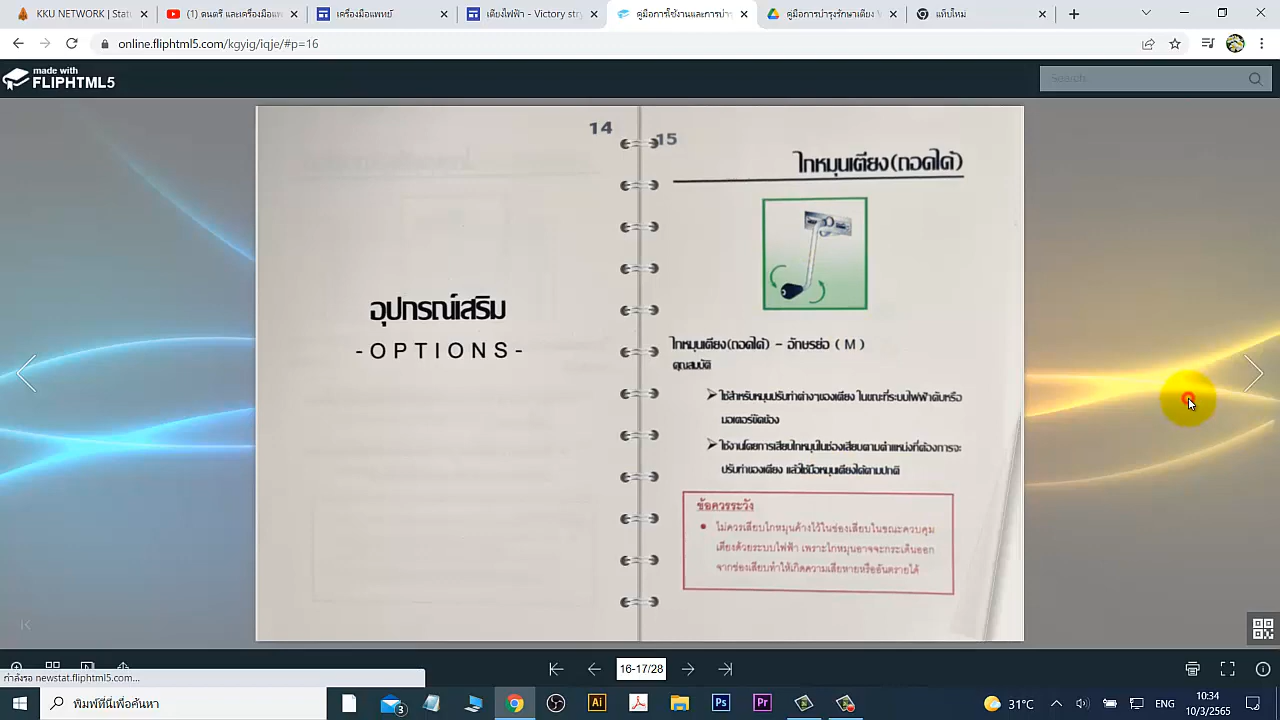 KKU NETWORK : Stat
ดนตรี และเครื่องมือแพ
เครื่องมือแพทย์
เตียงไฟฟ้า - Victory
คู่มือการใช้งานและการบำ
คู่มือการบำรุงรักษาเตียง
แท็บใหม่
online.fliphtml5.com/kgyig/iqje/#p=16
made with
FLIPHTML5
Search
14
15
อุปกรณ์เสริม
-OPTIONS-
ไกหมุนเตียง(ถอดได้)
ไกหมุนเตียง(ถอดได้) - อักษรย่อ ( M )
คุณสมบัติ
ใช้สำหรับหมุนปรับท่าต่างๆของเตียง ในขณะที่ระบบไฟฟ้าดับหรือ
มอเตอร์ขัดข้อง
ใช้งานโดยการเสียบไกหมุนในช่องเสียบตามตำแหน่งที่ต้องการจะ
ปรับท่าของเตียง แล้วใช้มือหมุนเตียงได้ตามปกติ
ข้อควรระวัง
ไม่ควรเสียบไกหมุนค้างไว้ในช่องเสียบในขณะควบคุม
เตียงด้วยระบบไฟฟ้า เพราะไกหมุนอาจจะกระเด็นออก
จากช่องเสียบทำให้เกิดความเสียหายหรืออันตรายได้
16-17/28
กำลังรอ newstat.fliphtml5.com...
พิมพ์ที่นี่เพื่อค้นหา
3
Ai
Ps
Pr
31°C
10:34
10/3/2565